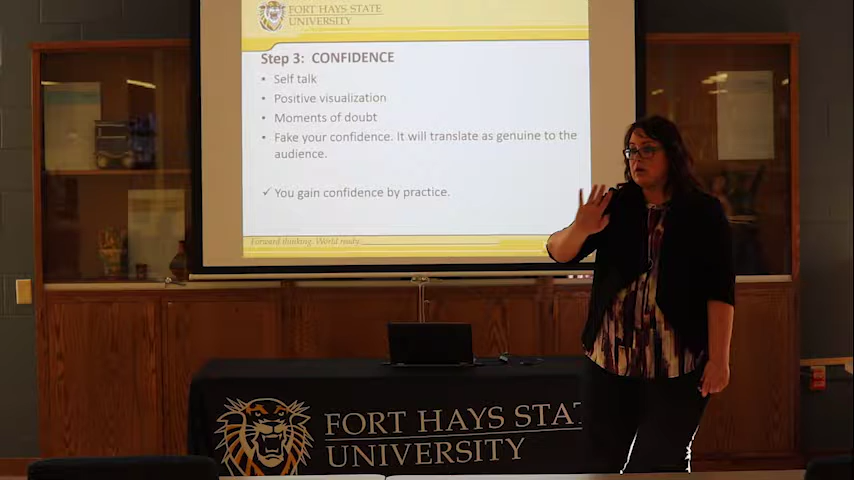 FORT HAYS STATE
UNIVERSITY
Step 3: CONFIDENCE
• Self talk
• Positive visualization
• Moments of doubt
• Fake your confidence. It will translate as genuine to the
audience.
✓ You gain confidence by practice.
Forward thinking. World ready.
FORT HAYS STAT
UNIVERSITY